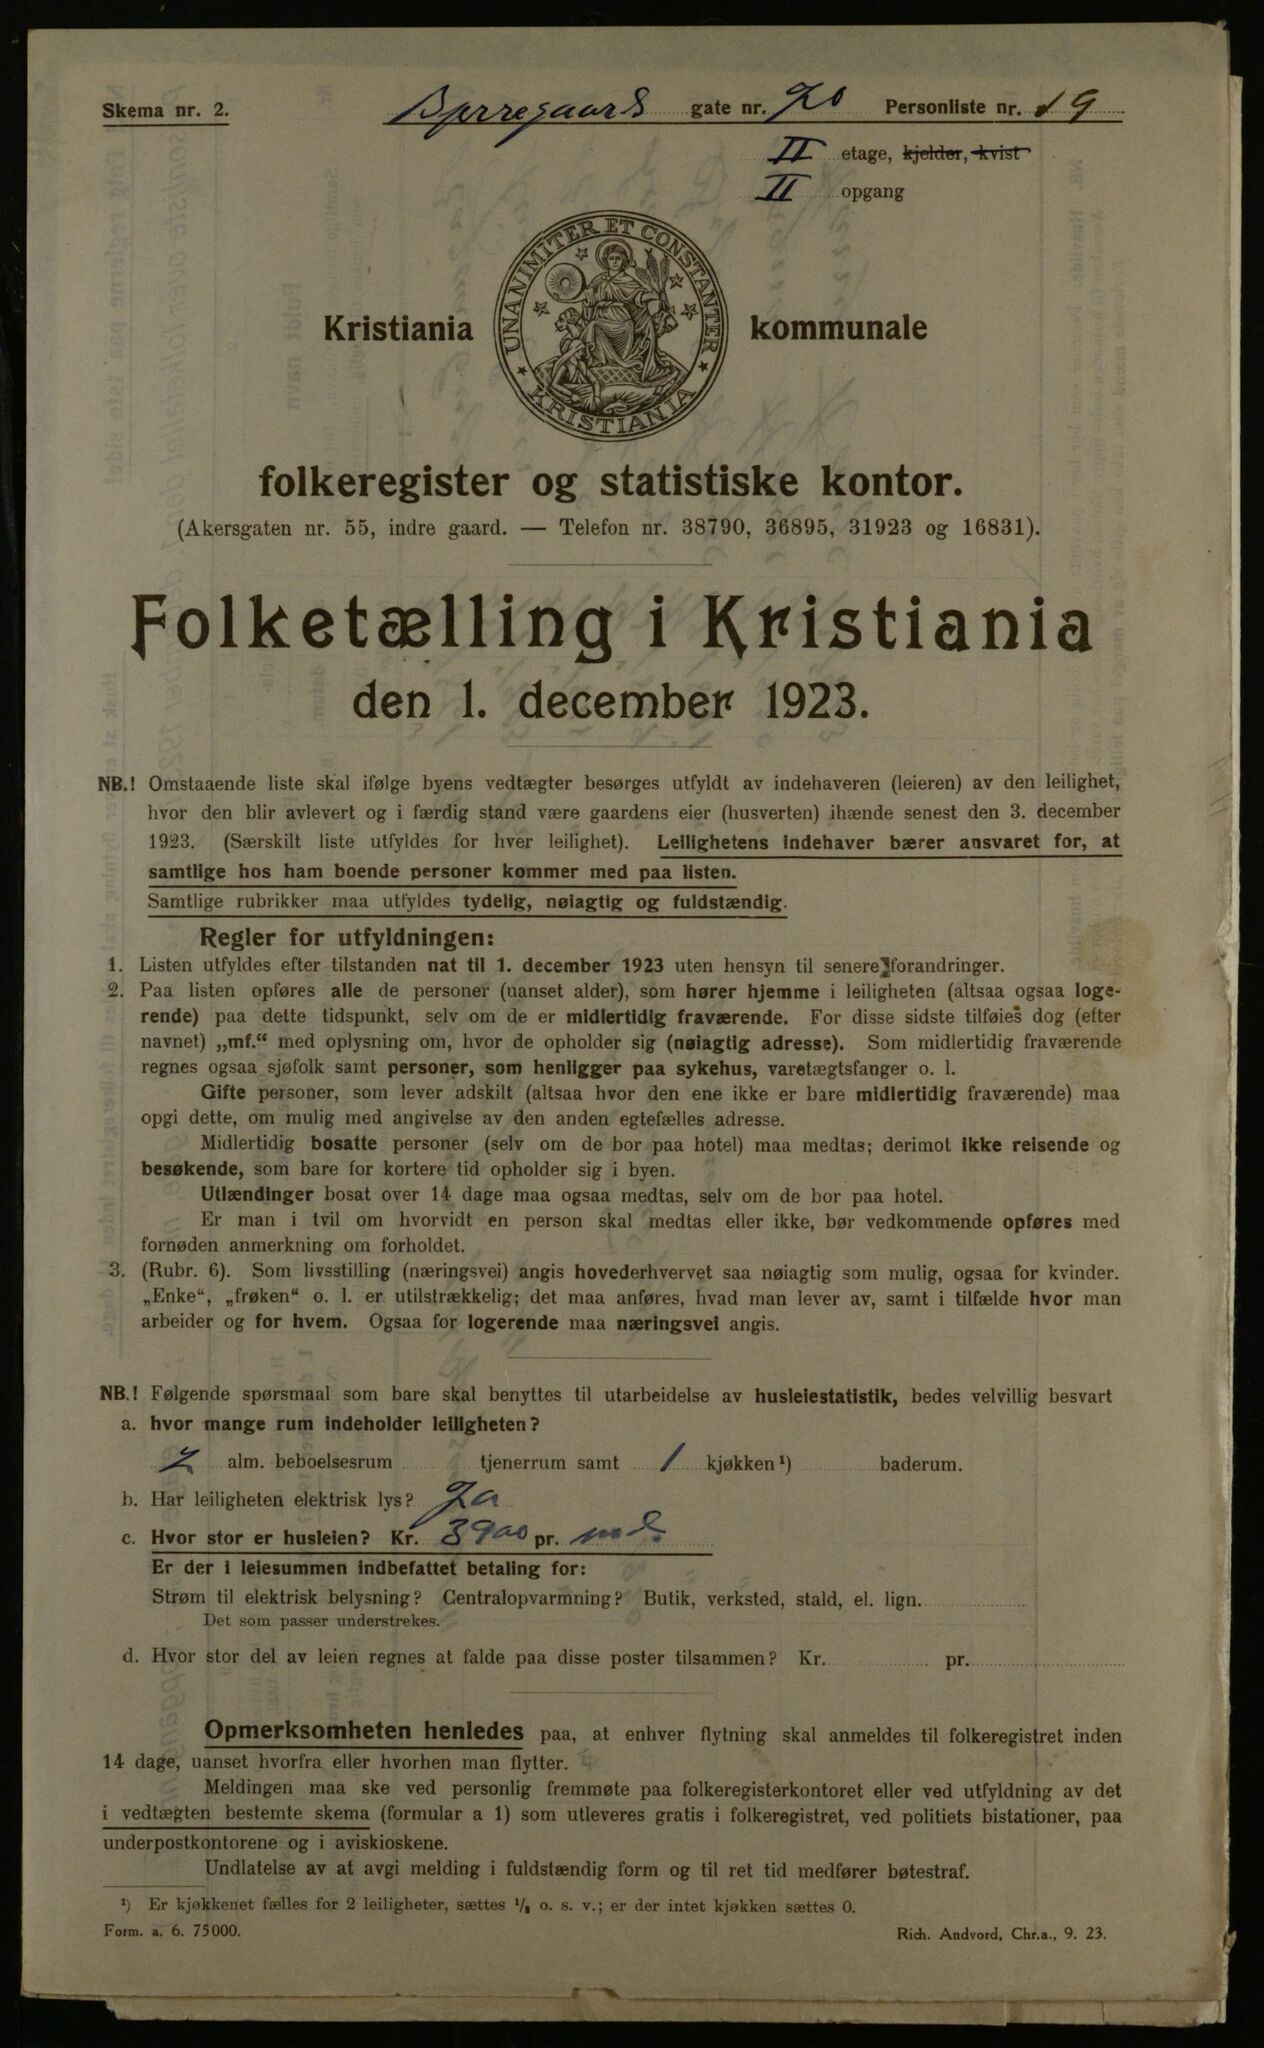 Skema nr. 2.
Bjerregaards gate nr. 70 Personliste nr. 19
II etage, kjelder, kvist
II opgang
UNANIMITER ET CONSTANTER
KRISTIANIA
Kristiania kommunale
folkeregister og statistiske kontor.
(Akersgaten nr. 55, indre gaard. — Telefon nr. 38790, 36895, 31923 og 16831).
Folketælling i Kristiania
den 1. december 1923.
NB.! Omstaaende liste skal ifølge byens vedtægter besørges utfyldt av indehaveren (leieren) av den leilighet,
hvor den blir avlevert og i færdig stand være gaardens eier (husverten) ihænde senest den 3. december
1923. (Særskilt liste utfyldes for hver leilighet). Leilighetens indehaver bærer ansvaret for, at
samtlige hos ham boende personer kommer med paa listen.
Samtlige rubrikker maa utfyldes tydelig, nøiagtig og fuldstændig.
Regler for utfyldningen:
1. Listen utfyldes efter tilstanden nat til 1. december 1923 uten hensyn til senere forandringer.
2. Paa listen opføres alle de personer (uanset alder), som hører hjemme i leiligheten (altsaa ogsaa loge-
rende) paa dette tidspunkt, selv om de er midlertidig fraværende. For disse sidste tilføies dog (efter
navnet) „mf.“ med oplysning om, hvor de opholder sig (nøiagtig adresse). Som midlertidig fraværende
regnes ogsaa sjøfolk samt personer, som henligger paa sykehus, varetægtsfanger o. l.
Gifte personer, som lever adskilt (altsaa hvor den ene ikke er bare midlertidig fraværende) maa
opgi dette, om mulig med angivelse av den anden egtefælles adresse.
Midlertidig bosatte personer (selv om de bor paa hotel) maa medtas; derimot ikke reisende og
besøkende, som bare for kortere tid opholder sig i byen.
Utlændinger bosat over 14 dage maa ogsaa medtas, selv om de bor paa hotel.
Er man i tvil om hvorvidt en person skal medtas eller ikke, bør vedkommende opføres med
fornøden anmerkning om forholdet.
3. (Rubr. 6). Som livsstilling (næringsvei) angis hovederhvervet saa nøiagtig som mulig, ogsaa for kvinder.
„Enke“, „frøken“ o. l. er utilstrækkelig; det maa anføres, hvad man lever av, samt i tilfælde hvor man
arbeider og for hvem. Ogsaa for logerende maa næringsvei angis.
NB.! Følgende spørsmaal som bare skal benyttes til utarbeidelse av husleiestatistik, bedes velvillig besvart
a. hvor mange rum indeholder leiligheten?
2 alm. beboelsesrum tjenerrum samt 1 kjøkken ¹) baderum.
b. Har leiligheten elektrisk lys? Ja
c. Hvor stor er husleien? Kr. 3900 pr. md.
Er der i leiesummen indbefattet betaling for:
Strøm til elektrisk belysning? Centralopvarmning? Butik, verksted, stald, el. lign.
Det som passer understrekes.
d. Hvor stor del av leien regnes at falde paa disse poster tilsammen? Kr. pr.
Opmerksomheten henledes paa, at enhver flytning skal anmeldes til folkeregistret inden
14 dage, uanset hvorfra eller hvorhen man flytter.
Meldingen maa ske ved personlig fremmøte paa folkeregisterkontoret eller ved utfyldning av det
i vedtægten bestemte skema (formular a 1) som utleveres gratis i folkeregistret, ved politiets bistationer, paa
underpostkontorene og i aviskioskene.
Undlatelse av at avgi melding i fuldstændig form og til ret tid medfører bøtestraf.
¹) Er kjøkkenet fælles for 2 leiligheter, sættes ½ o. s. v.; er der intet kjøkken sættes 0.
Form. a. 6. 75000. Rich. Andvord, Chr.a., 9. 23.